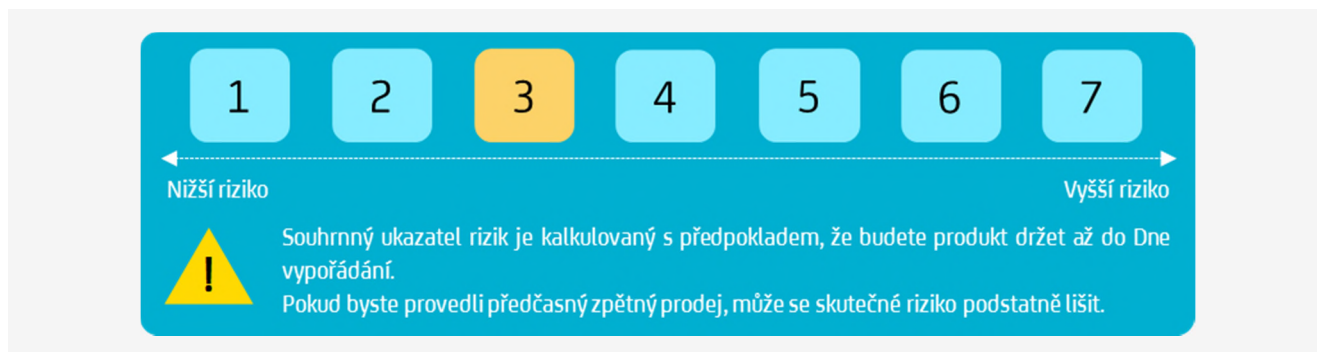 1 2 3 4 5 6 7
Nižší riziko Vyšší riziko
Souhrnný ukazatel rizik je kalkulovaný s předpokladem, že budete produkt držet až do Dne
vypořádání.
! Pokud byste provedli předčasný zpětný prodej, může se skutečné riziko podstatně lišit.